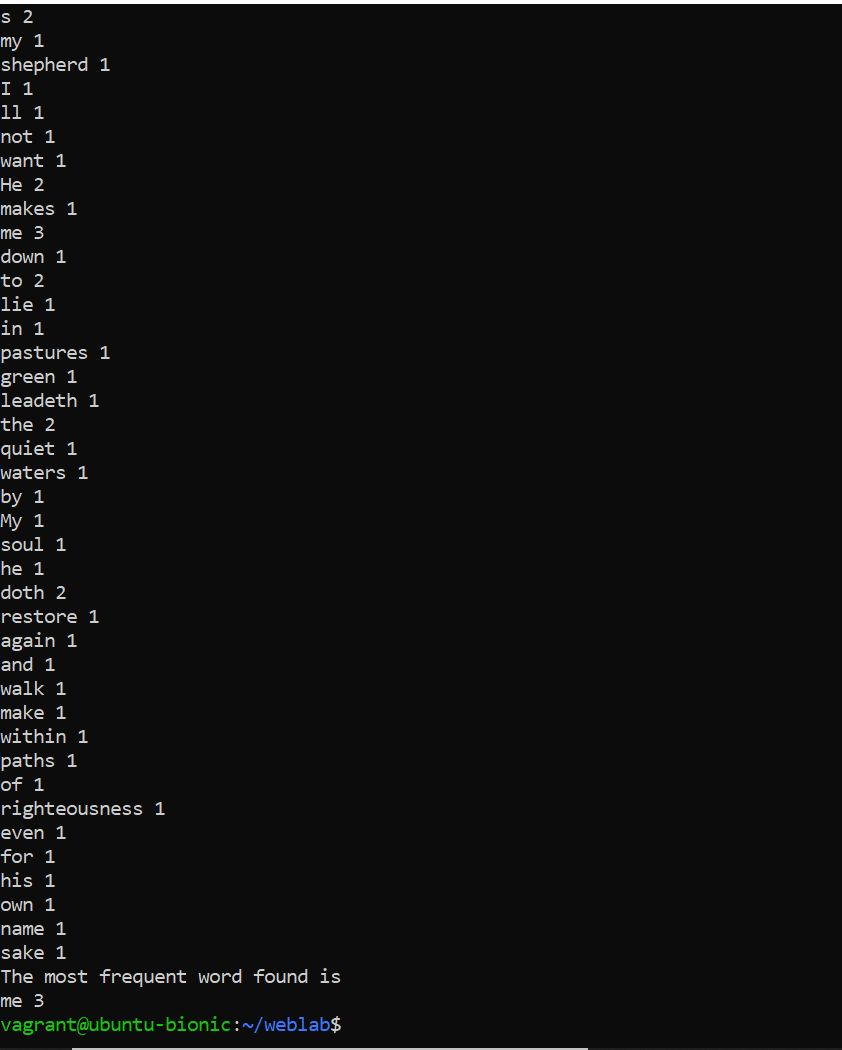 s 2
my 1
shepherd 1
I 1
ll 1
not 1
want 1
He 2
makes 1
me 3
down 1
to 2
lie 1
in 1
pastures 1
green 1
leadeth 1
the 2
quiet 1
waters 1
by 1
My 1
soul 1
he 1
doth 2
restore 1
again 1
and 1
walk 1
make 1
within 1
paths 1
of 1
righteousness 1
even 1
for 1
his 1
own 1
name 1
sake 1
The most frequent word found is
me 3
vagrant@ubuntu-bionic:~/weblab$